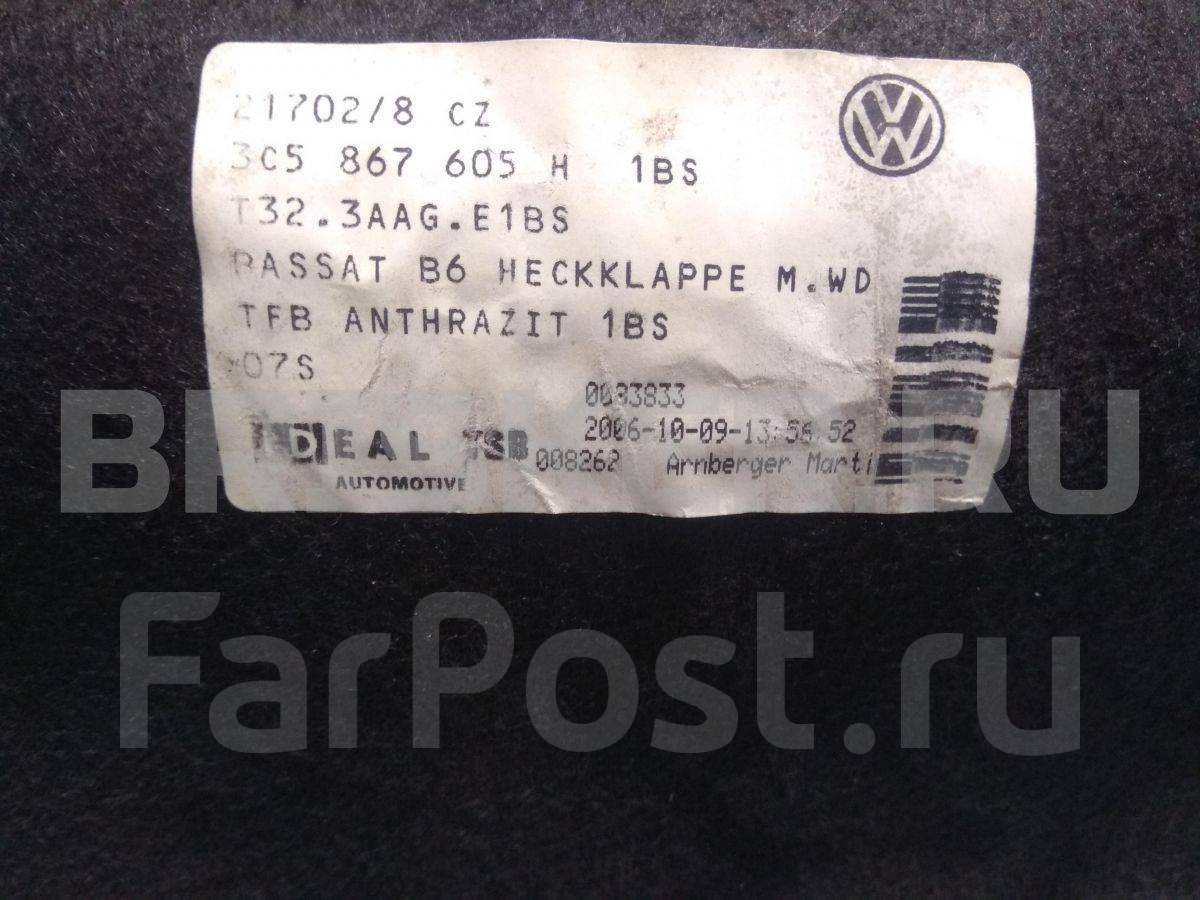 21702/8 CZ
3C5 867 605 H 1BS
T32.3AAG.E1BS
PASSAT B6 HECKKLAPPE M.WD
TFB ANTHRAZIT 1BS
07S
0083833
2006-10-09-13.56.52
IDEAL TSB 008262 Arnberger Marti
AUTOMOTIVE
FarPost.ru